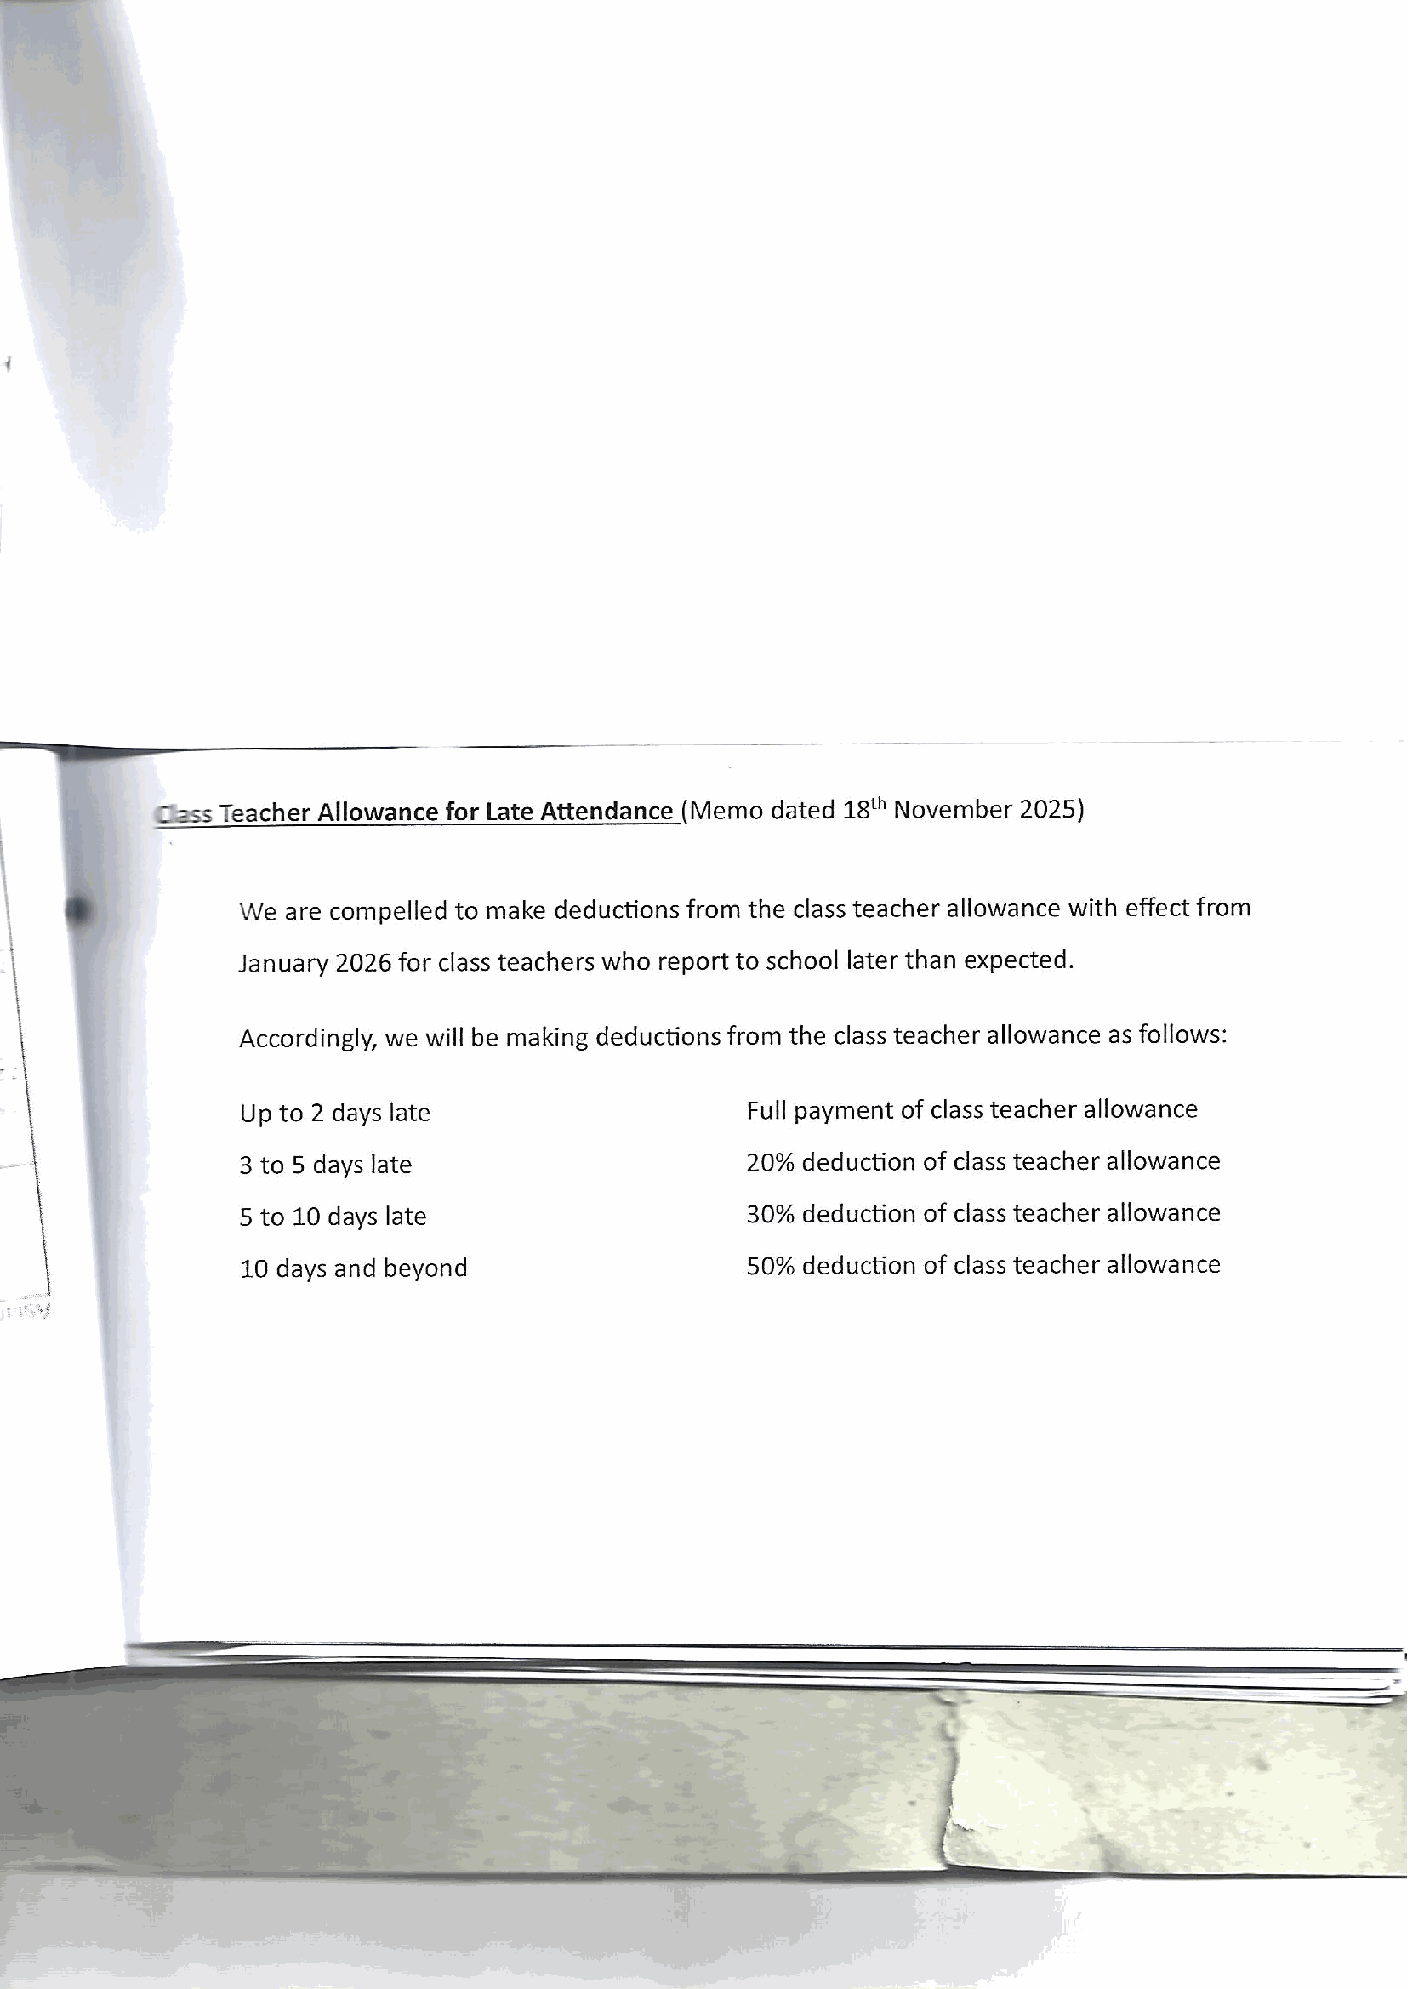 Class Teacher Allowance for Late Attendance (Memo dated 18th November 2025)
We are compelled to make deductions from the class teacher allowance with effect from
January 2026 for class teachers who report to school later than expected.
Accordingly, we will be making deductions from the class teacher allowance as follows:
Up to 2 days late Full payment of class teacher allowance
3 to 5 days late 20% deduction of class teacher allowance
5 to 10 days late 30% deduction of class teacher allowance
10 days and beyond 50% deduction of class teacher allowance